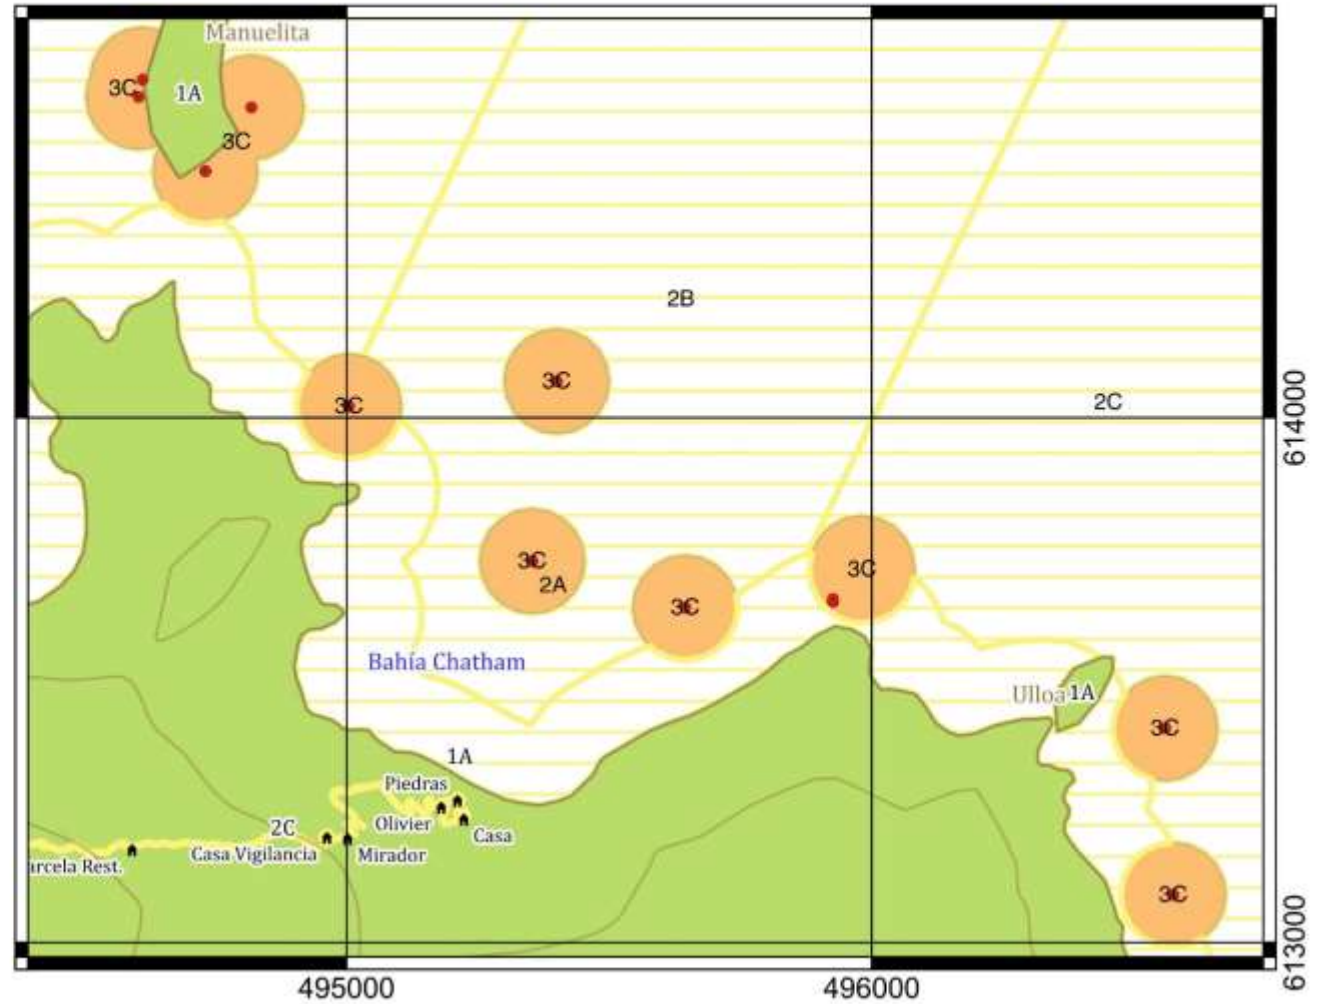 Manuelita
3C
1A
3C
2B
3C
3C
2C
614000
3C
2A
3C
3C
Bahía Chatham
Ulloa
1A
3C
1A
Piedras
Olivier
2C
Casa
Casa Vigilancia
Mirador
arcela Rest.
3C
613000
495000
496000